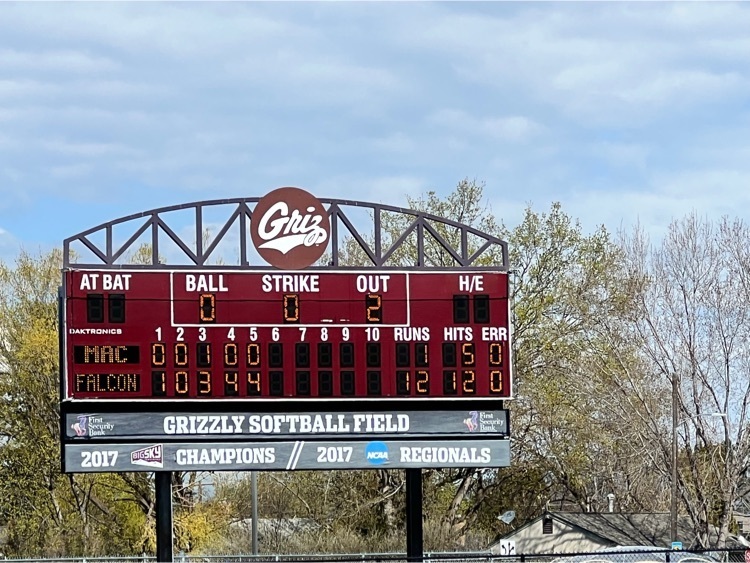 Griz
AT BAT BALL STRIKE OUT H/E
0 0 2
DAKTRONICS 1 2 3 4 5 6 7 8 9 10 RUNS HITS ERR
MAC 0 0 1 0 0 1 5 0
FALCON 1 0 3 4 4 12 12 0
First Security Bank GRIZZLY SOFTBALL FIELD First Security Bank
2017 BIG SKY CHAMPIONS // 2017 NCAA REGIONALS